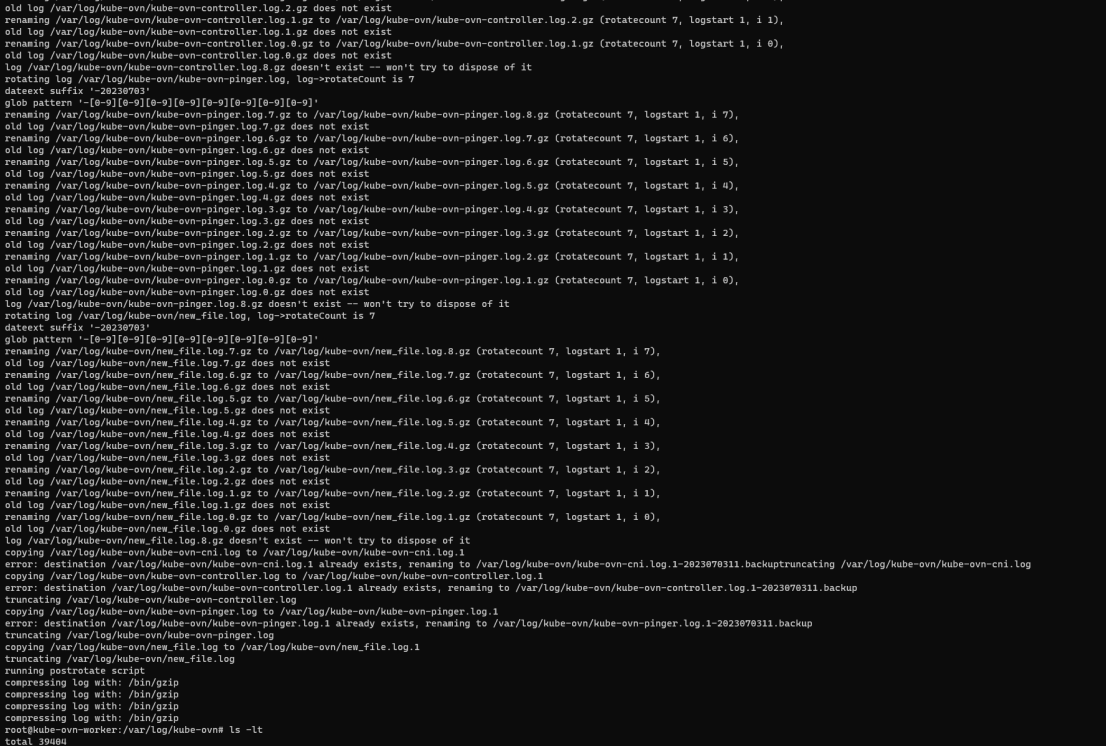 old log /var/log/kube-ovn/kube-ovn-controller.log.2.gz does not exist
renaming /var/log/kube-ovn/kube-ovn-controller.log.1.gz to /var/log/kube-ovn/kube-ovn-controller.log.2.gz (rotatecount 7, logstart 1, i 1),
old log /var/log/kube-ovn/kube-ovn-controller.log.1.gz does not exist
renaming /var/log/kube-ovn/kube-ovn-controller.log.0.gz to /var/log/kube-ovn/kube-ovn-controller.log.1.gz (rotatecount 7, logstart 1, i 0),
old log /var/log/kube-ovn/kube-ovn-controller.log.0.gz does not exist
log /var/log/kube-ovn/kube-ovn-controller.log.8.gz doesn't exist -- won't try to dispose of it
rotating log /var/log/kube-ovn/kube-ovn-pinger.log, log->rotateCount is 7
dateext suffix '-20230703'
glob pattern '-[0-9][0-9][0-9][0-9][0-9][0-9][0-9][0-9]'
renaming /var/log/kube-ovn/kube-ovn-pinger.log.7.gz to /var/log/kube-ovn/kube-ovn-pinger.log.8.gz (rotatecount 7, logstart 1, i 7),
old log /var/log/kube-ovn/kube-ovn-pinger.log.7.gz does not exist
renaming /var/log/kube-ovn/kube-ovn-pinger.log.6.gz to /var/log/kube-ovn/kube-ovn-pinger.log.7.gz (rotatecount 7, logstart 1, i 6),
old log /var/log/kube-ovn/kube-ovn-pinger.log.6.gz does not exist
renaming /var/log/kube-ovn/kube-ovn-pinger.log.5.gz to /var/log/kube-ovn/kube-ovn-pinger.log.6.gz (rotatecount 7, logstart 1, i 5),
old log /var/log/kube-ovn/kube-ovn-pinger.log.5.gz does not exist
renaming /var/log/kube-ovn/kube-ovn-pinger.log.4.gz to /var/log/kube-ovn/kube-ovn-pinger.log.5.gz (rotatecount 7, logstart 1, i 4),
old log /var/log/kube-ovn/kube-ovn-pinger.log.4.gz does not exist
renaming /var/log/kube-ovn/kube-ovn-pinger.log.3.gz to /var/log/kube-ovn/kube-ovn-pinger.log.4.gz (rotatecount 7, logstart 1, i 3),
old log /var/log/kube-ovn/kube-ovn-pinger.log.3.gz does not exist
renaming /var/log/kube-ovn/kube-ovn-pinger.log.2.gz to /var/log/kube-ovn/kube-ovn-pinger.log.3.gz (rotatecount 7, logstart 1, i 2),
old log /var/log/kube-ovn/kube-ovn-pinger.log.2.gz does not exist
renaming /var/log/kube-ovn/kube-ovn-pinger.log.1.gz to /var/log/kube-ovn/kube-ovn-pinger.log.2.gz (rotatecount 7, logstart 1, i 1),
old log /var/log/kube-ovn/kube-ovn-pinger.log.1.gz does not exist
renaming /var/log/kube-ovn/kube-ovn-pinger.log.0.gz to /var/log/kube-ovn/kube-ovn-pinger.log.1.gz (rotatecount 7, logstart 1, i 0),
old log /var/log/kube-ovn/kube-ovn-pinger.log.0.gz does not exist
log /var/log/kube-ovn/kube-ovn-pinger.log.8.gz doesn't exist -- won't try to dispose of it
rotating log /var/log/kube-ovn/new_file.log, log->rotateCount is 7
dateext suffix '-20230703'
glob pattern '-[0-9][0-9][0-9][0-9][0-9][0-9][0-9][0-9]'
renaming /var/log/kube-ovn/new_file.log.7.gz to /var/log/kube-ovn/new_file.log.8.gz (rotatecount 7, logstart 1, i 7),
old log /var/log/kube-ovn/new_file.log.7.gz does not exist
renaming /var/log/kube-ovn/new_file.log.6.gz to /var/log/kube-ovn/new_file.log.7.gz (rotatecount 7, logstart 1, i 6),
old log /var/log/kube-ovn/new_file.log.6.gz does not exist
renaming /var/log/kube-ovn/new_file.log.5.gz to /var/log/kube-ovn/new_file.log.6.gz (rotatecount 7, logstart 1, i 5),
old log /var/log/kube-ovn/new_file.log.5.gz does not exist
renaming /var/log/kube-ovn/new_file.log.4.gz to /var/log/kube-ovn/new_file.log.5.gz (rotatecount 7, logstart 1, i 4),
old log /var/log/kube-ovn/new_file.log.4.gz does not exist
renaming /var/log/kube-ovn/new_file.log.3.gz to /var/log/kube-ovn/new_file.log.4.gz (rotatecount 7, logstart 1, i 3),
old log /var/log/kube-ovn/new_file.log.3.gz does not exist
renaming /var/log/kube-ovn/new_file.log.2.gz to /var/log/kube-ovn/new_file.log.3.gz (rotatecount 7, logstart 1, i 2),
old log /var/log/kube-ovn/new_file.log.2.gz does not exist
renaming /var/log/kube-ovn/new_file.log.1.gz to /var/log/kube-ovn/new_file.log.2.gz (rotatecount 7, logstart 1, i 1),
old log /var/log/kube-ovn/new_file.log.1.gz does not exist
renaming /var/log/kube-ovn/new_file.log.0.gz to /var/log/kube-ovn/new_file.log.1.gz (rotatecount 7, logstart 1, i 0),
old log /var/log/kube-ovn/new_file.log.0.gz does not exist
log /var/log/kube-ovn/new_file.log.8.gz doesn't exist -- won't try to dispose of it
copying /var/log/kube-ovn/kube-ovn-cni.log to /var/log/kube-ovn/kube-ovn-cni.log.1
error: destination /var/log/kube-ovn/kube-ovn-cni.log.1 already exists, renaming to /var/log/kube-ovn/kube-ovn-cni.log.1-2023070311.backuptruncating /var/log/kube-ovn/kube-ovn-cni.log
copying /var/log/kube-ovn/kube-ovn-controller.log to /var/log/kube-ovn/kube-ovn-controller.log.1
error: destination /var/log/kube-ovn/kube-ovn-controller.log.1 already exists, renaming to /var/log/kube-ovn/kube-ovn-controller.log.1-2023070311.backup
truncating /var/log/kube-ovn/kube-ovn-controller.log
copying /var/log/kube-ovn/kube-ovn-pinger.log to /var/log/kube-ovn/kube-ovn-pinger.log.1
error: destination /var/log/kube-ovn/kube-ovn-pinger.log.1 already exists, renaming to /var/log/kube-ovn/kube-ovn-pinger.log.1-2023070311.backup
truncating /var/log/kube-ovn/kube-ovn-pinger.log
copying /var/log/kube-ovn/new_file.log to /var/log/kube-ovn/new_file.log.1
truncating /var/log/kube-ovn/new_file.log
running postrotate script
compressing log with: /bin/gzip
compressing log with: /bin/gzip
compressing log with: /bin/gzip
compressing log with: /bin/gzip
root@kube-ovn-worker:/var/log/kube-ovn# ls -lt
total 39404